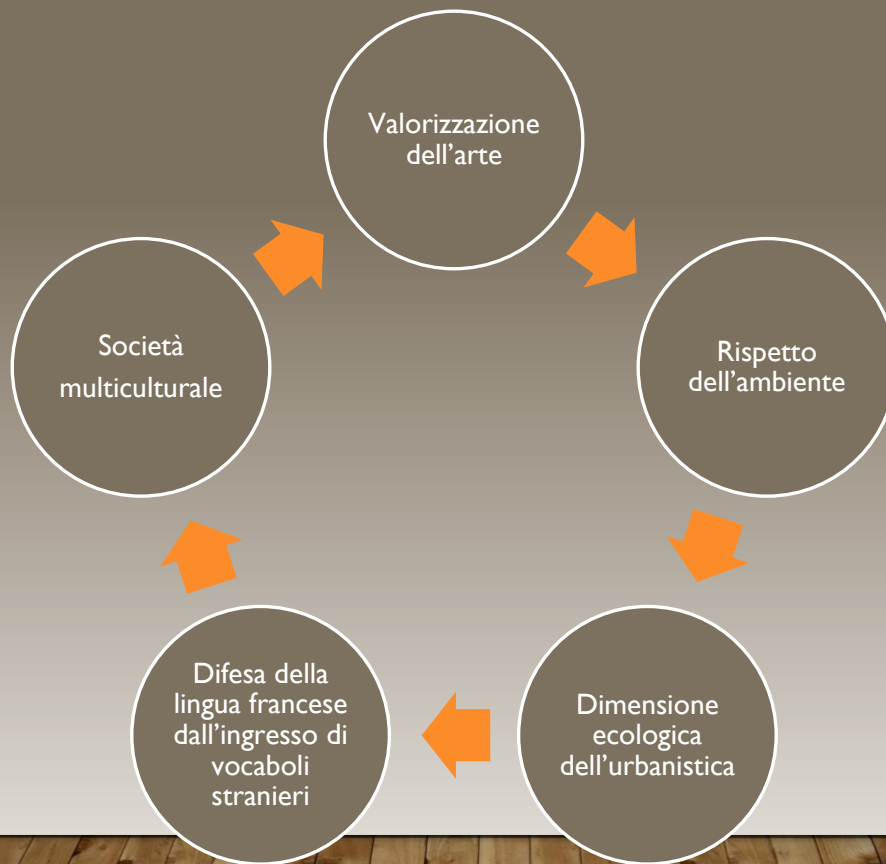 Valorizzazione
dell’arte
Rispetto
dell’ambiente
Dimensione
ecologica
dell’urbanistica
Difesa della
lingua francese
dall’ingresso di
vocaboli
stranieri
Società
multiculturale